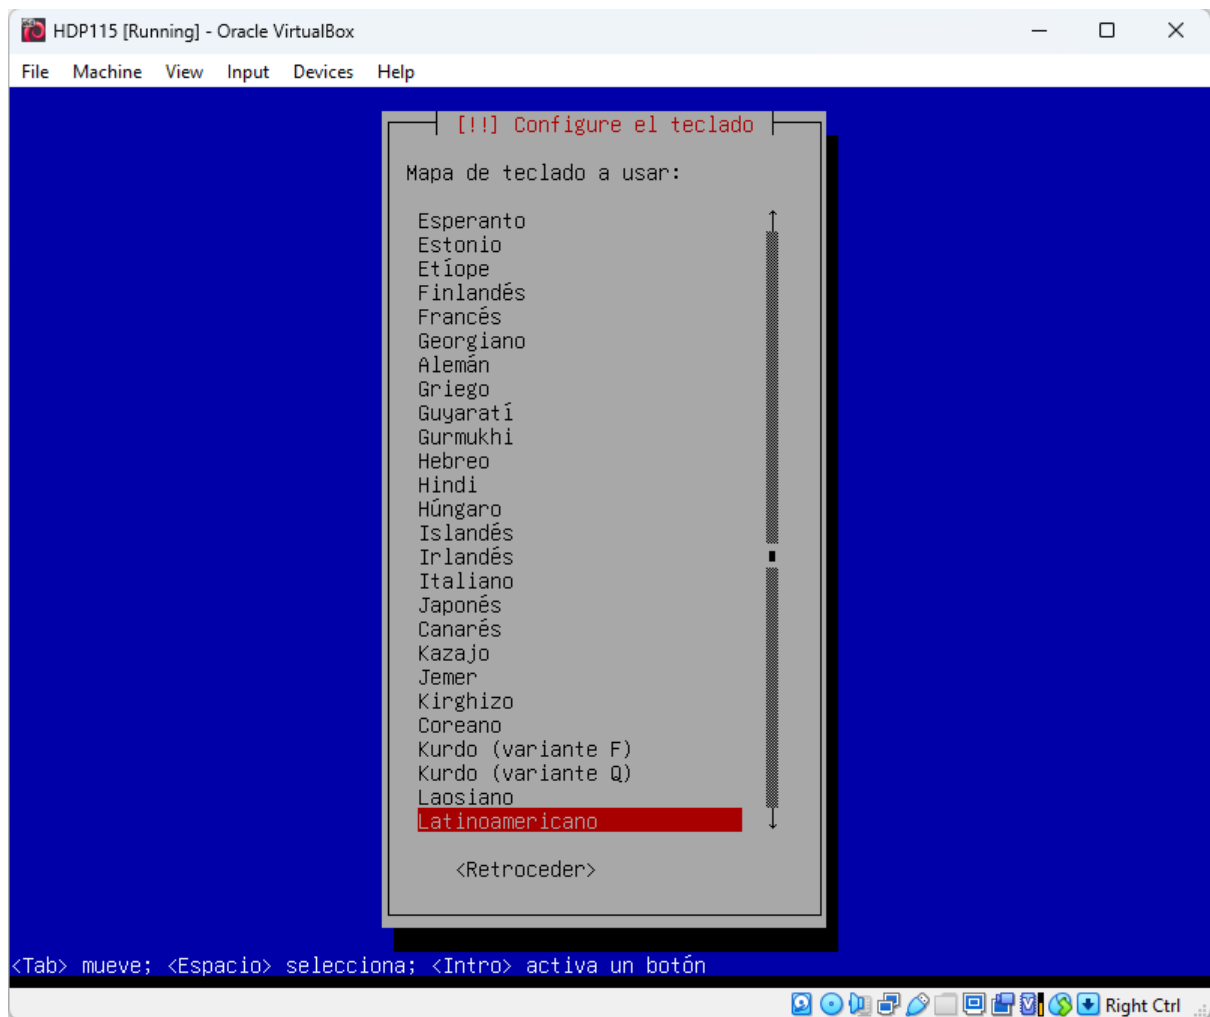 HDP115 [Running] - Oracle VirtualBox
File Machine View Input Devices Help
[!!] Configure el teclado
Mapa de teclado a usar:
Esperanto
Estonio
Etíope
Finlandés
Francés
Georgiano
Alemán
Griego
Guyaratí
Gurmukhi
Hebreo
Hindi
Húngaro
Islandés
Irlandés
Italiano
Japonés
Canarés
Kazajo
Jemer
Kirghizo
Coreano
Kurdo (variante F)
Kurdo (variante Q)
Laosiano
Latinoamericano
<Retroceder>
<Tab> mueve; <Espacio> selecciona; <Intro> activa un botón
Right Ctrl